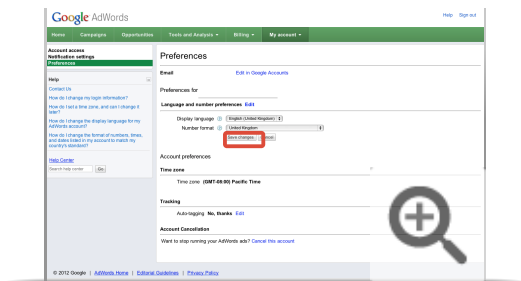 Google AdWords
Help Sign out
Home Campaigns Opportunities Tools and Analysis Billing My account
Account access
Notification settings
Preferences
Help
Contact Us
How do I change my login information?
How do I set a time zone, and can I change it later?
How do I change the display language for my AdWords account?
How do I change the format of numbers, times, and dates listed in my account to match my country's standard?
Help Center
Search help center Go
Preferences
Email Edit in Google Accounts
Preferences for
Language and number preferences Edit
Display language ? English (United Kingdom)
Number format ? United Kingdom
Save changes Cancel
Account preferences
Time zone
Time zone (GMT-08:00) Pacific Time
Tracking
Auto-tagging No, thanks Edit
Account Cancellation
Want to stop running your AdWords ads? Cancel this account
© 2012 Google | AdWords Home | Editorial Guidelines | Privacy Policy